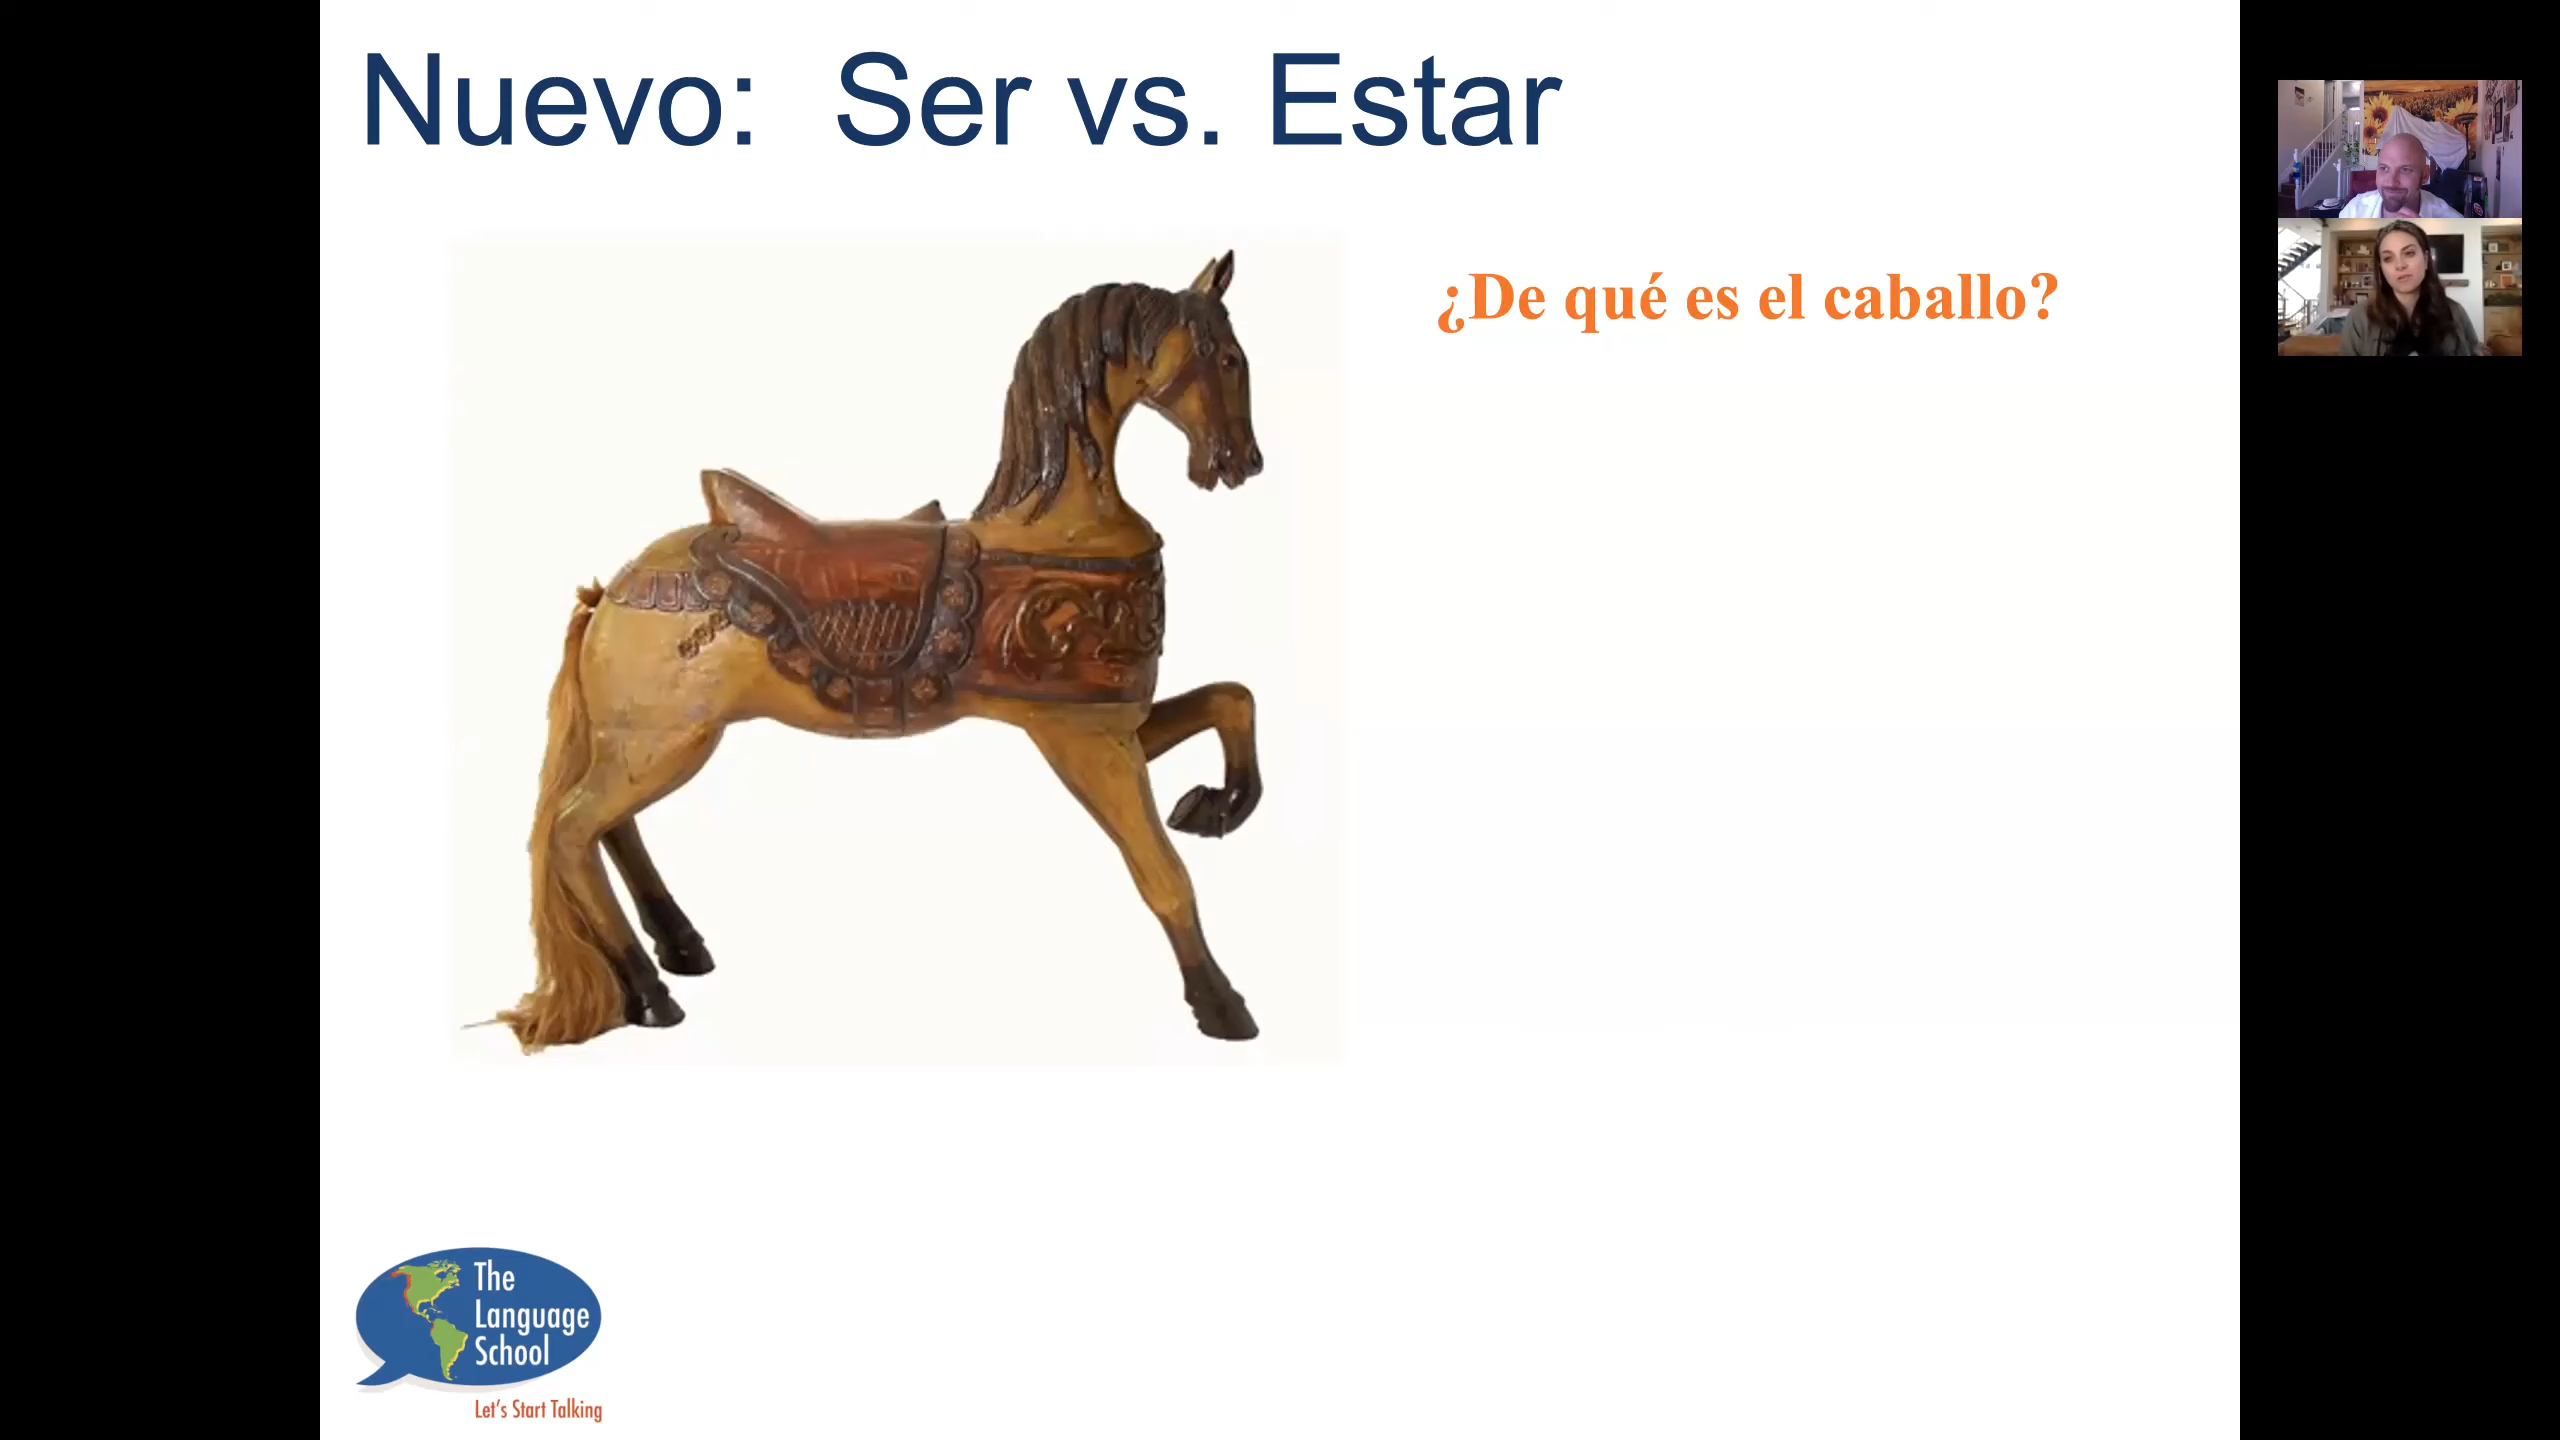 Nuevo: Ser vs. Estar
¿De qué es el caballo?
The
Language
School
Let's Start Talking